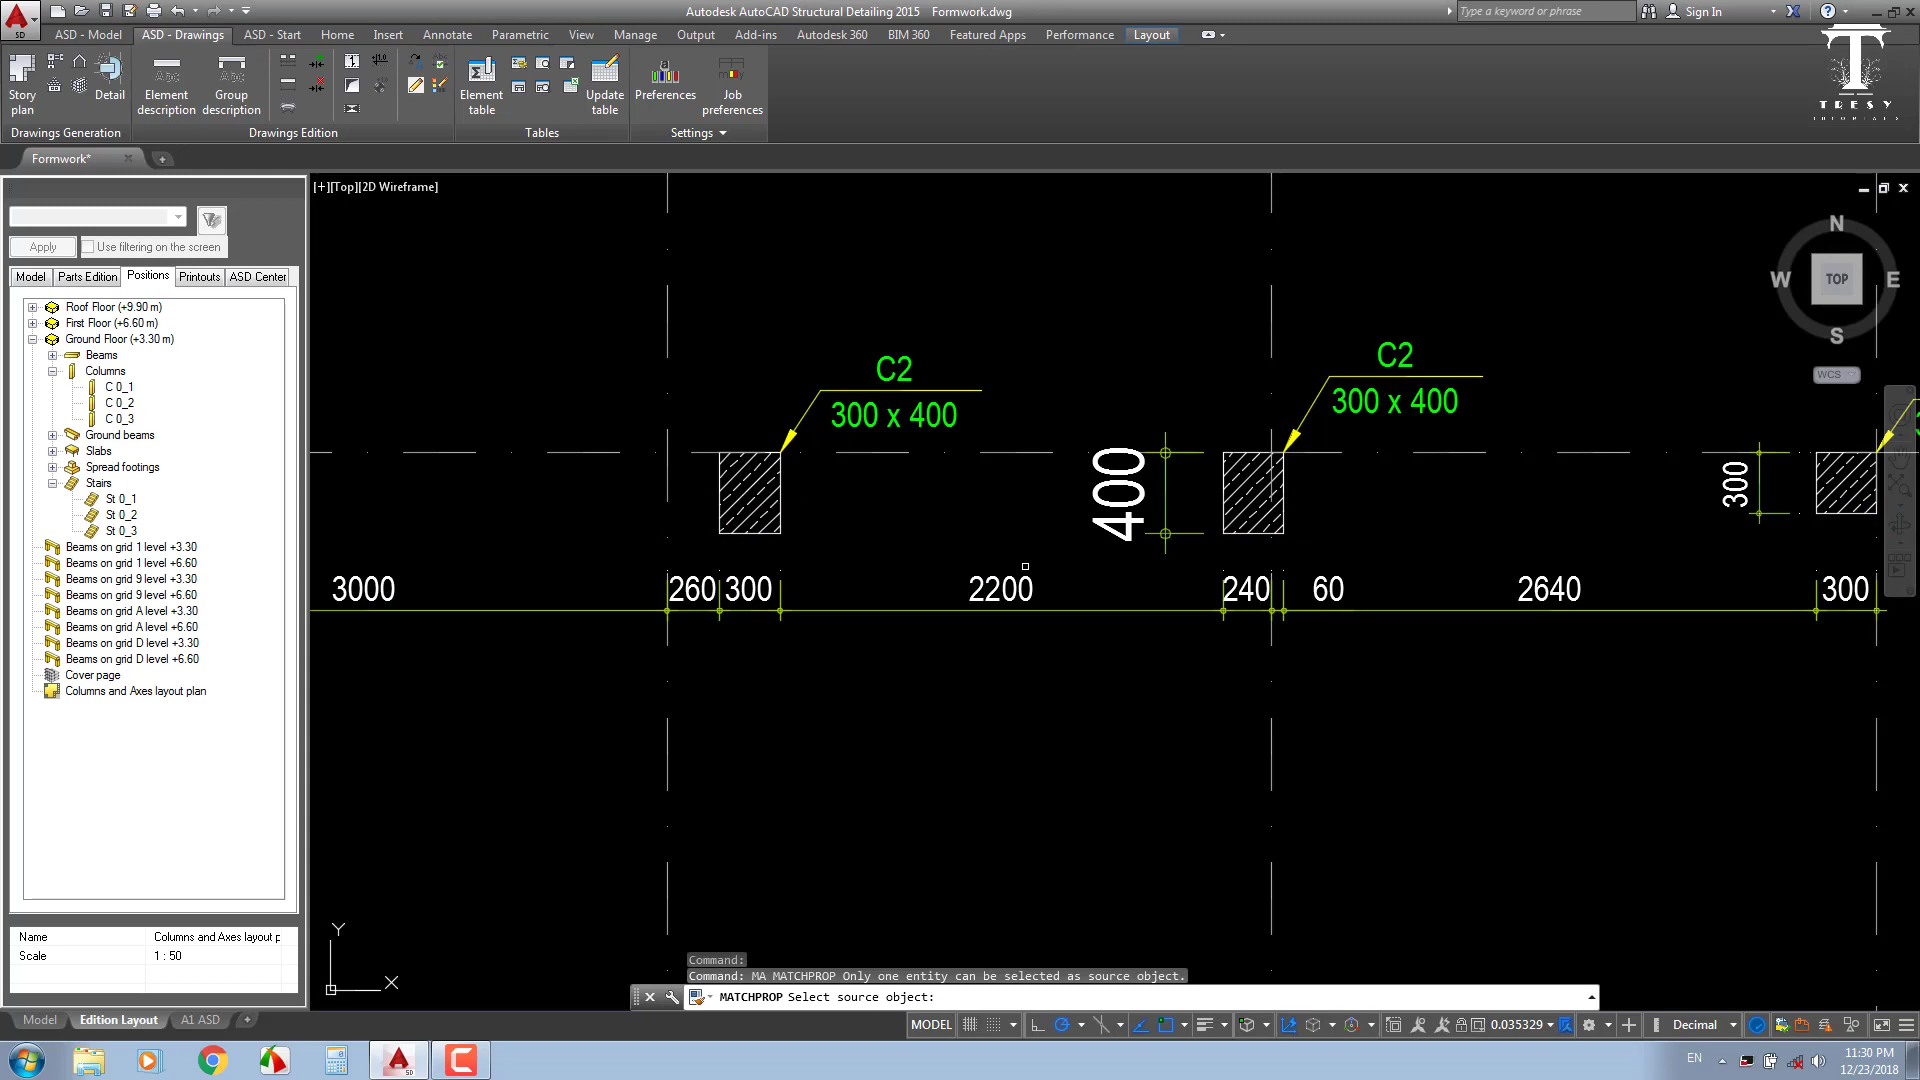 Autodesk AutoCAD Structural Detailing 2015 Formwork.dwg
Type a keyword or phrase
Sign In
SD
ASD - Model
ASD - Drawings
ASD - Start
Home
Insert
Annotate
Parametric
View
Manage
Output
Add-ins
Autodesk 360
BIM 360
Featured Apps
Performance
Layout
Story plan
Detail
Element description
Group description
Element table
Update table
Preferences
Job preferences
Drawings Generation
Drawings Edition
Tables
Settings
TRESY
TUTORIALS
Formwork*
[+][Top][2D Wireframe]
Apply
Use filtering on the screen
Model
Parts Edition
Positions
Printouts
ASD Center
Roof Floor (+9.90 m)
First Floor (+6.60 m)
Ground Floor (+3.30 m)
Beams
Columns
C 0_1
C 0_2
C 0_3
Ground beams
Slabs
Spread footings
Stairs
St 0_1
St 0_2
St 0_3
Beams on grid 1 level +3.30
Beams on grid 1 level +6.60
Beams on grid 9 level +3.30
Beams on grid 9 level +6.60
Beams on grid A level +3.30
Beams on grid A level +6.60
Beams on grid D level +3.30
Beams on grid D level +6.60
Cover page
Columns and Axes layout plan
Name Columns and Axes layout p
Scale 1 : 50
N
W TOP E
S
WCS
C2
300 x 400
C2
300 x 400
400
300
3000 260 300 2200 240 60 2640 300
Y
X
Command:
Command: MA MATCHPROP Only one entity can be selected as source object.
MATCHPROP Select source object:
Model
Edition Layout
A1 ASD
MODEL
0.035329
Decimal
SD
EN
11:30 PM
12/23/2018